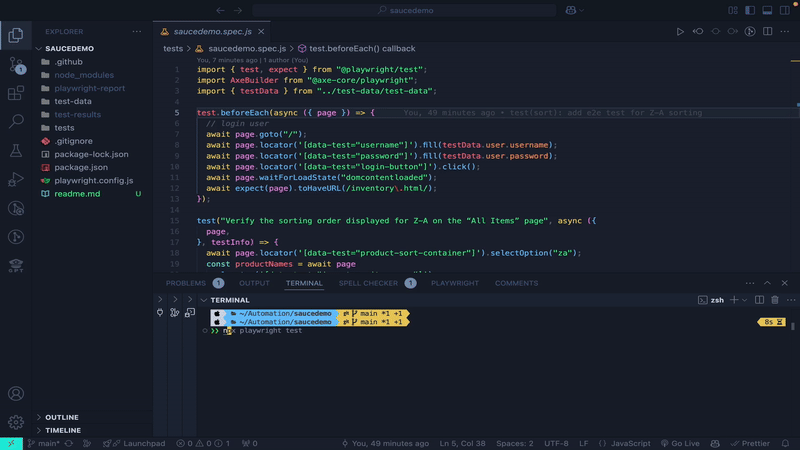 saucedemo
EXPLORER
saucedemo.spec.js
SAUCEDEMO
.github
node_modules
playwright-report
test-data
test-results
tests
.gitignore
package-lock.json
package.json
playwright.config.js
readme.md U
OUTLINE
TIMELINE
tests > saucedemo.spec.js > test.beforeEach() callback
You, 7 minutes ago | 1 author (You)
1 import { test, expect } from "@playwright/test";
2 import AxeBuilder from "@axe-core/playwright";
3 import { testData } from "../test-data/test-data";
4
5 test.beforeEach(async ({ page }) => { You, 49 minutes ago • test(sort): add e2e test for Z-A sorting
6 // login user
7 await page.goto("/");
8 await page.locator('[data-test="username"]').fill(testData.user.username);
9 await page.locator('[data-test="password"]').fill(testData.user.password);
10 await page.locator('[data-test="login-button"]').click();
11 await page.waitForLoadState("domcontentloaded");
12 await expect(page).toHaveURL(/inventory\.html/);
13 });
14
15 test("Verify the sorting order displayed for Z-A on the “All Items” page", async ({
16 page,
17 }, testInfo) => {
18 await page.locator('[data-test="product-sort-container"]').selectOption("za");
19 const productNames = await page
PROBLEMS 1 OUTPUT TERMINAL SPELL CHECKER 1 PLAYWRIGHT COMMENTS
TERMINAL
zsh
~/Automation/saucedemo main *1 +1
~/Automation/saucedemo main *1 +1 8s
npx playwright test
main* Launchpad 0 0 1 0 You, 49 minutes ago Ln 5, Col 38 Spaces: 2 UTF-8 LF {} JavaScript Go Live Prettier